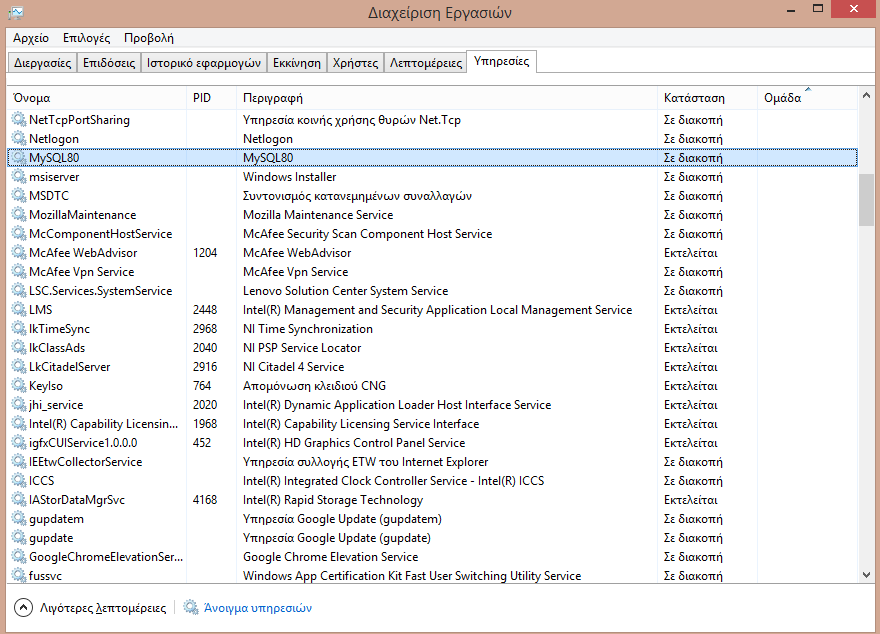 Διαχείριση Εργασιών
Αρχείο Επιλογές Προβολή
Διεργασίες Επιδόσεις Ιστορικό εφαρμογών Εκκίνηση Χρήστες Λεπτομέρειες Υπηρεσίες
Όνομα PID Περιγραφή Κατάσταση Ομάδα
NetTcpPortSharing Υπηρεσία κοινής χρήσης θυρών Net.Tcp Σε διακοπή
Netlogon Netlogon Σε διακοπή
MySQL80 MySQL80 Σε διακοπή
msiserver Windows Installer Σε διακοπή
MSDTC Συντονισμός κατανεμημένων συναλλαγών Σε διακοπή
MozillaMaintenance Mozilla Maintenance Service Σε διακοπή
McComponentHostService McAfee Security Scan Component Host Service Σε διακοπή
McAfee WebAdvisor 1204 McAfee WebAdvisor Εκτελείται
McAfee Vpn Service McAfee Vpn Service Σε διακοπή
LSC.Services.SystemService Lenovo Solution Center System Service Σε διακοπή
LMS 2448 Intel(R) Management and Security Application Local Management Service Εκτελείται
lkTimeSync 2968 NI Time Synchronization Εκτελείται
lkClassAds 2040 NI PSP Service Locator Εκτελείται
LkCitadelServer 2916 NI Citadel 4 Service Εκτελείται
KeyIso 764 Απομόνωση κλειδιού CNG Εκτελείται
jhi_service 2020 Intel(R) Dynamic Application Loader Host Interface Service Εκτελείται
Intel(R) Capability Licensin... 1968 Intel(R) Capability Licensing Service Interface Εκτελείται
igfxCUIService1.0.0.0 452 Intel(R) HD Graphics Control Panel Service Εκτελείται
IEEtwCollectorService Υπηρεσία συλλογής ETW του Internet Explorer Σε διακοπή
ICCS Intel(R) Integrated Clock Controller Service - Intel(R) ICCS Σε διακοπή
IAStorDataMgrSvc 4168 Intel(R) Rapid Storage Technology Εκτελείται
gupdatem Υπηρεσία Google Update (gupdatem) Σε διακοπή
gupdate Υπηρεσία Google Update (gupdate) Σε διακοπή
GoogleChromeElevationSer... Google Chrome Elevation Service Σε διακοπή
fussvc Windows App Certification Kit Fast User Switching Utility Service Σε διακοπή
Λιγότερες λεπτομέρειες Άνοιγμα υπηρεσιών